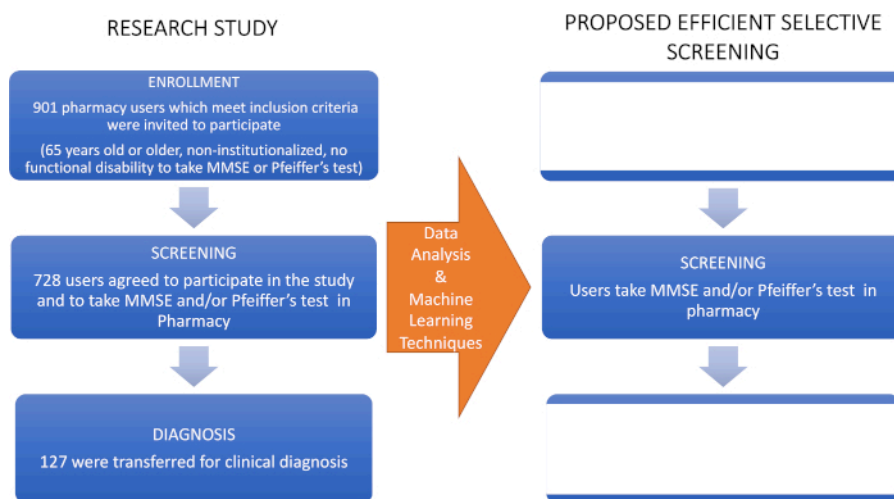 RESEARCH STUDY
ENROLLMENT
901 pharmacy users which meet inclusion criteria
were invited to participate
(65 years old or older, non-institutionalized, no
functional disability to take MMSE or Pfeiffer's test)
SCREENING
728 users agreed to participate in the study
and to take MMSE and/or Pfeiffer's test in
Pharmacy
DIAGNOSIS
127 were transferred for clinical diagnosis
Data
Analysis
&
Machine
Learning
Techniques
PROPOSED EFFICIENT SELECTIVE
SCREENING
SCREENING
Users take MMSE and/or Pfeiffer's test in
pharmacy